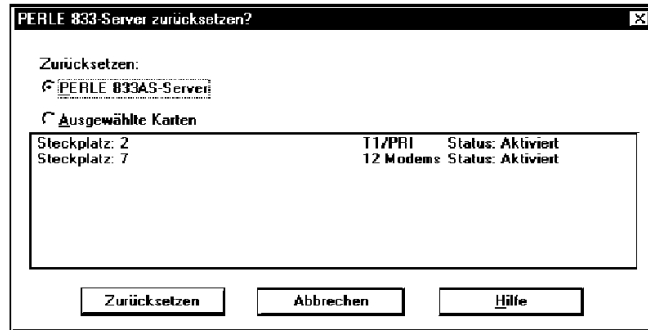 PERLE 833-Server zurücksetzen?
Zurücksetzen:
PERLE 833AS-Server
Ausgewählte Karten
Steckplatz: 2 T1/PRI Status: Aktiviert
Steckplatz: 7 12 Modems Status: Aktiviert
Zurücksetzen Abbrechen Hilfe